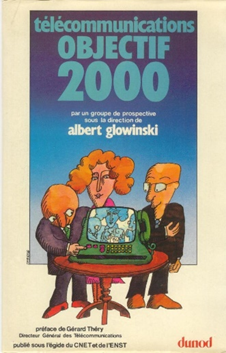 télécommunications
OBJECTIF
2000
par un groupe de prospective
sous la direction de
albert glowinski
préface de Gérard Théry
Directeur Général des Télécommunications
publié sous l'égide du CNET et de l'ENST
dunod